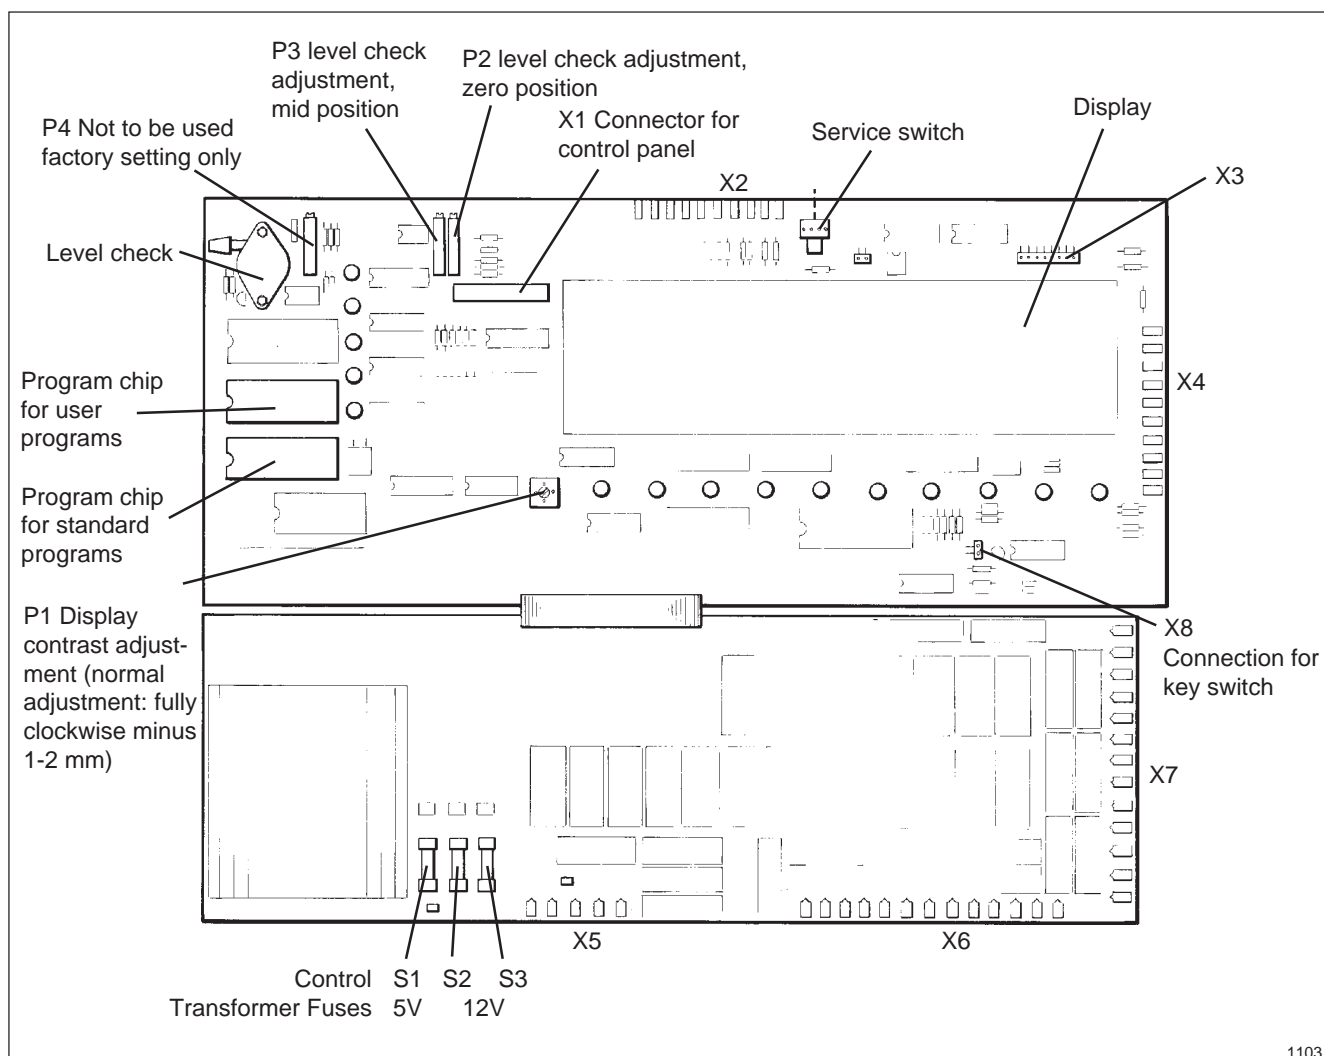 P3 level check
adjustment,
mid position
P2 level check adjustment,
zero position
P4 Not to be used
factory setting only
X1 Connector for
control panel
Service switch
Display
X2
X3
Level check
X4
Program chip
for user
programs
Program chip
for standard
programs
P1 Display
contrast adjust-
ment (normal
adjustment: fully
clockwise minus
1-2 mm)
X8
Connection for
key switch
X7
X5
X6
Control S1 S2 S3
Transformer Fuses 5V 12V
1103